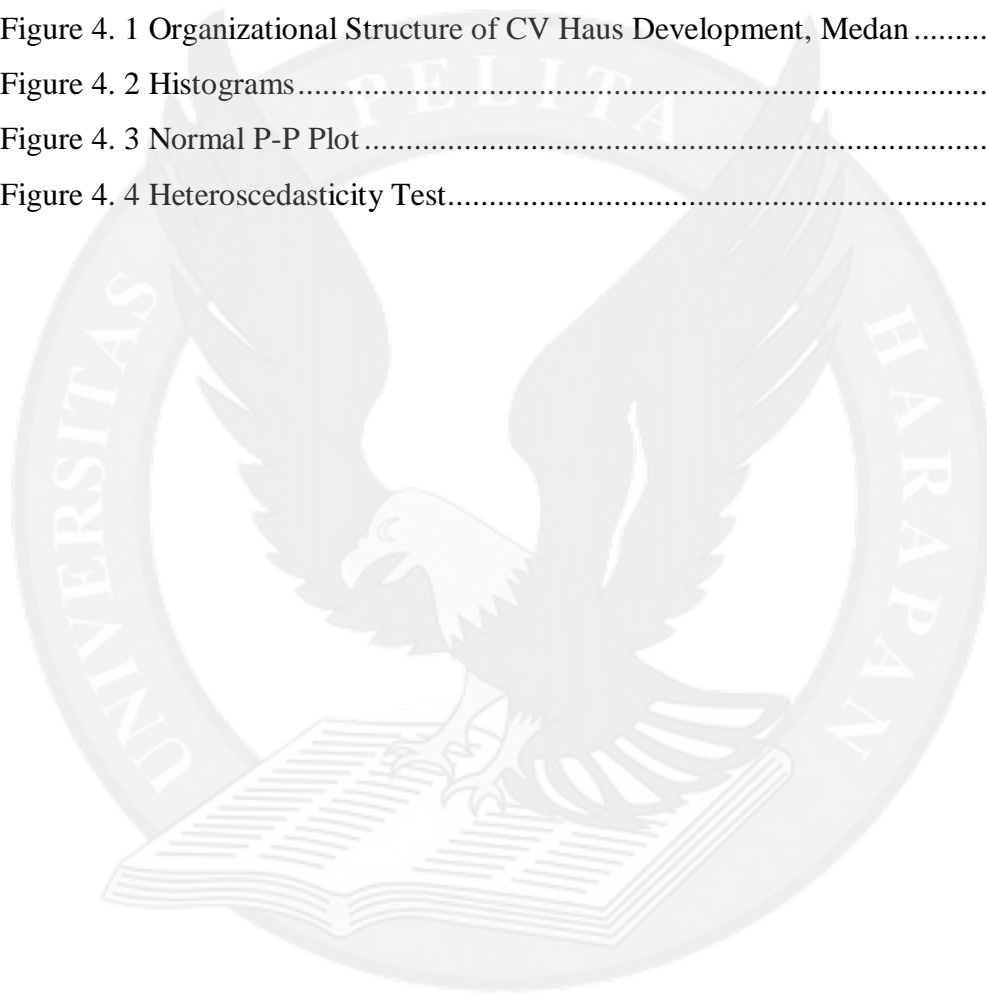 Figure 4. 1 Organizational Structure of CV Haus Development, Medan .........
Figure 4. 2 Histograms...................................................................................
Figure 4. 3 Normal P-P Plot ...........................................................................
Figure 4. 4 Heteroscedasticity Test.................................................................
UNIVERSITAS PELITA HARAPAN